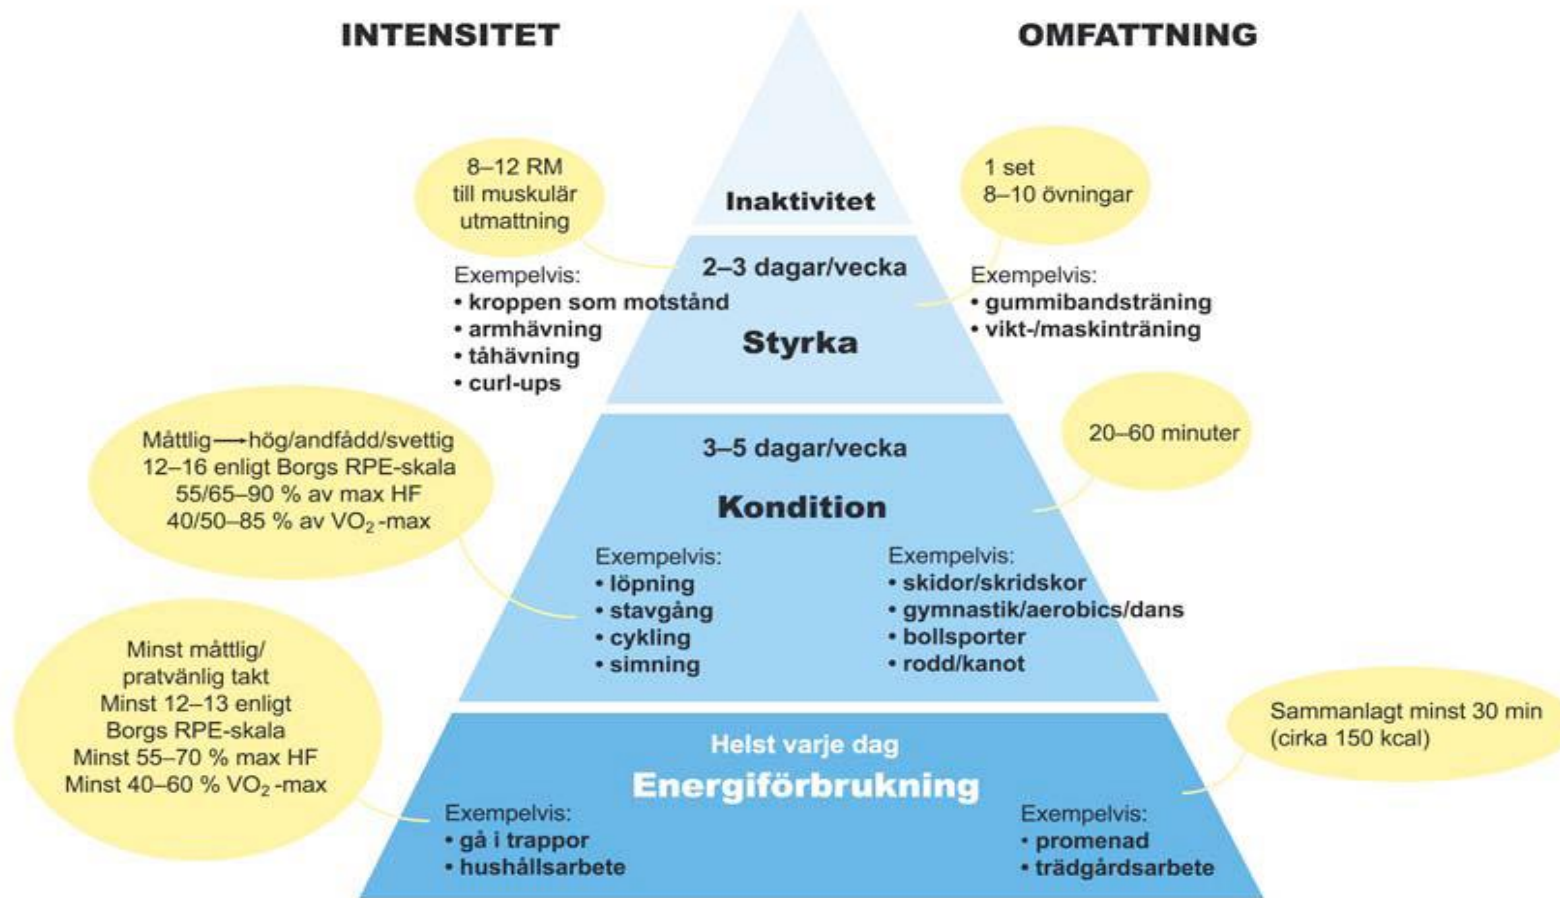 INTENSITET
OMFATTNING
Inaktivitet
8–12 RM
till muskulär
utmattning
1 set
8–10 övningar
2–3 dagar/vecka
Styrka
Exempelvis:
• kroppen som motstånd
• armhävning
• tåhävning
• curl-ups
Exempelvis:
• gummibandsträning
• vikt-/maskinträning
Måttlig⟶hög/andfådd/svettig
12–16 enligt Borgs RPE-skala
55/65–90 % av max HF
40/50–85 % av VO₂-max
20–60 minuter
3–5 dagar/vecka
Kondition
Exempelvis:
• löpning
• stavgång
• cykling
• simning
Exempelvis:
• skidor/skridskor
• gymnastik/aerobics/dans
• bollsporter
• rodd/kanot
Minst måttlig/
pratvänlig takt
Minst 12–13 enligt
Borgs RPE-skala
Minst 55–70 % max HF
Minst 40–60 % VO₂-max
Sammanlagt minst 30 min
(cirka 150 kcal)
Helst varje dag
Energiförbrukning
Exempelvis:
• gå i trappor
• hushållsarbete
Exempelvis:
• promenad
• trädgårdsarbete